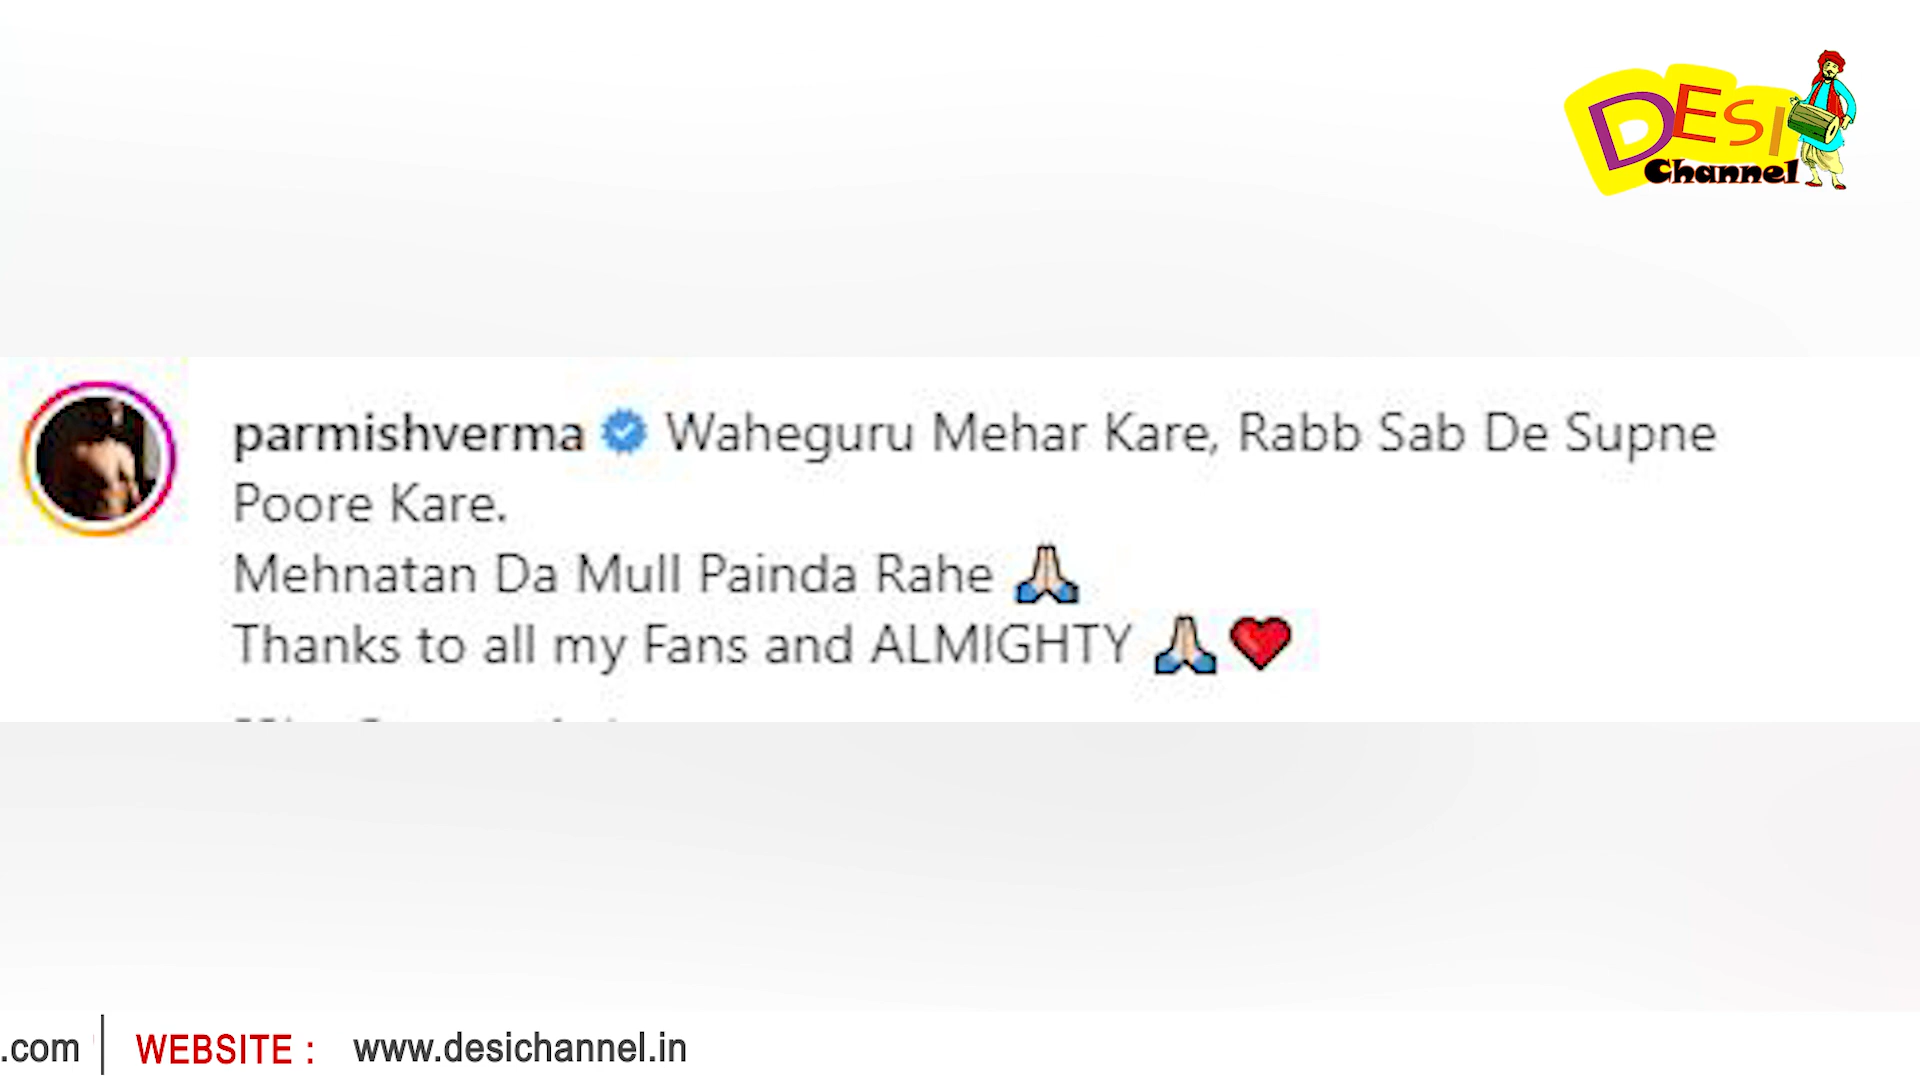 DESI
Channel
parmishverma Waheguru Mehar Kare, Rabb Sab De Supne
Poore Kare.
Mehnatan Da Mull Painda Rahe 🙏🏻
Thanks to all my Fans and ALMIGHTY 🙏🏻❤️
.com | WEBSITE : www.desichannel.in